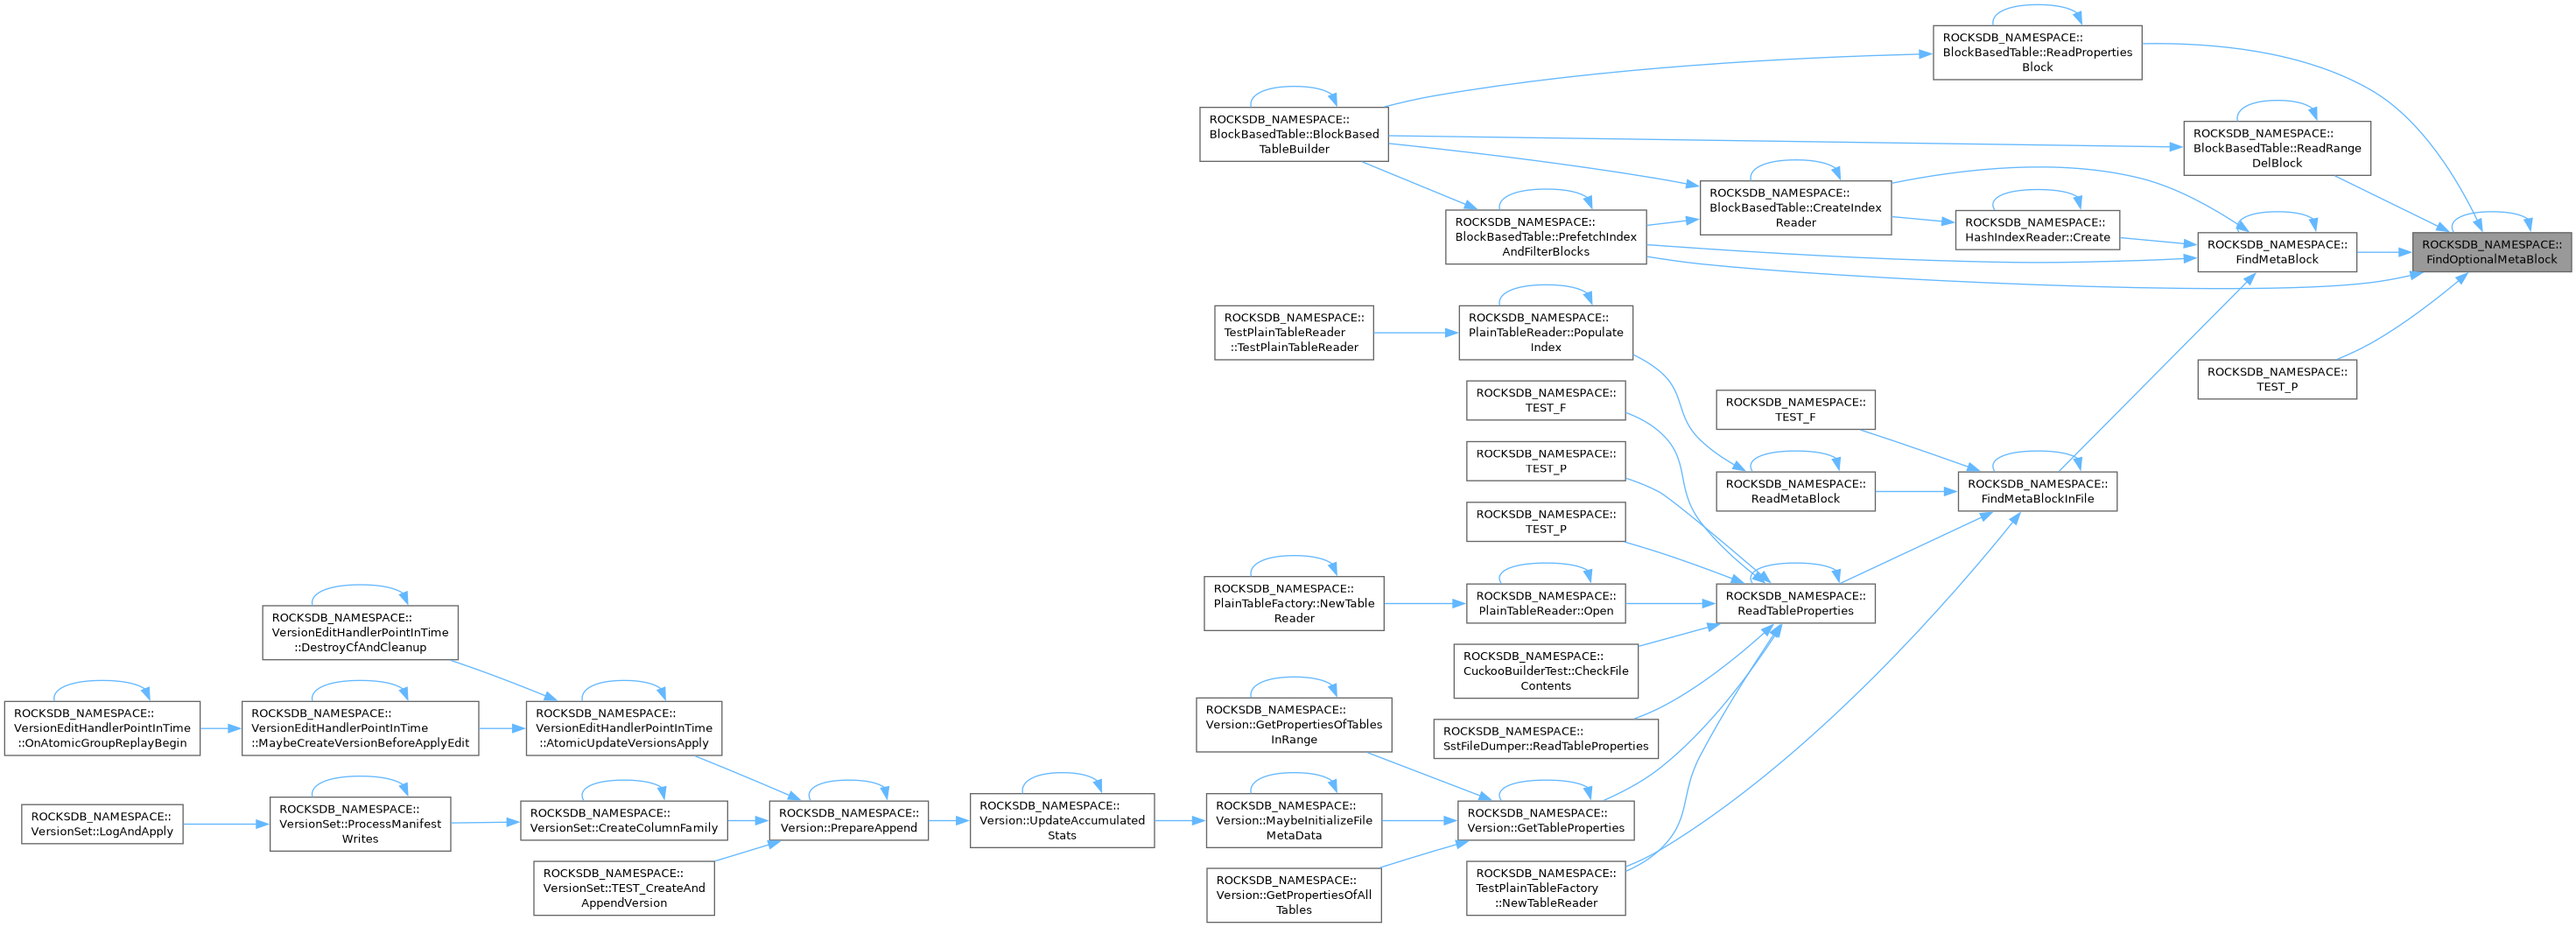 ROCKSDB_NAMESPACE::
BlockBasedTable::ReadProperties
Block
ROCKSDB_NAMESPACE::
BlockBasedTable::BlockBased
TableBuilder
ROCKSDB_NAMESPACE::
BlockBasedTable::ReadRange
DelBlock
ROCKSDB_NAMESPACE::
BlockBasedTable::CreateIndex
Reader
ROCKSDB_NAMESPACE::
BlockBasedTable::PrefetchIndex
AndFilterBlocks
ROCKSDB_NAMESPACE::
HashIndexReader::Create
ROCKSDB_NAMESPACE::
FindMetaBlock
ROCKSDB_NAMESPACE::
FindOptionalMetaBlock
ROCKSDB_NAMESPACE::
TestPlainTableReader
::TestPlainTableReader
ROCKSDB_NAMESPACE::
PlainTableReader::Populate
Index
ROCKSDB_NAMESPACE::
TEST_P
ROCKSDB_NAMESPACE::
TEST_F
ROCKSDB_NAMESPACE::
TEST_F
ROCKSDB_NAMESPACE::
TEST_P
ROCKSDB_NAMESPACE::
ReadMetaBlock
ROCKSDB_NAMESPACE::
FindMetaBlockInFile
ROCKSDB_NAMESPACE::
TEST_P
ROCKSDB_NAMESPACE::
PlainTableFactory::NewTable
Reader
ROCKSDB_NAMESPACE::
PlainTableReader::Open
ROCKSDB_NAMESPACE::
ReadTableProperties
ROCKSDB_NAMESPACE::
VersionEditHandlerPointInTime
::DestroyCfAndCleanup
ROCKSDB_NAMESPACE::
CuckooBuilderTest::CheckFile
Contents
ROCKSDB_NAMESPACE::
VersionEditHandlerPointInTime
::OnAtomicGroupReplayBegin
ROCKSDB_NAMESPACE::
VersionEditHandlerPointInTime
::MaybeCreateVersionBeforeApplyEdit
ROCKSDB_NAMESPACE::
VersionEditHandlerPointInTime
::AtomicUpdateVersionsApply
ROCKSDB_NAMESPACE::
Version::GetPropertiesOfTables
InRange
ROCKSDB_NAMESPACE::
SstFileDumper::ReadTableProperties
ROCKSDB_NAMESPACE::
VersionSet::LogAndApply
ROCKSDB_NAMESPACE::
VersionSet::ProcessManifest
Writes
ROCKSDB_NAMESPACE::
VersionSet::CreateColumnFamily
ROCKSDB_NAMESPACE::
Version::PrepareAppend
ROCKSDB_NAMESPACE::
Version::UpdateAccumulated
Stats
ROCKSDB_NAMESPACE::
Version::MaybeInitializeFile
MetaData
ROCKSDB_NAMESPACE::
Version::GetTableProperties
ROCKSDB_NAMESPACE::
VersionSet::TEST_CreateAnd
AppendVersion
ROCKSDB_NAMESPACE::
Version::GetPropertiesOfAll
Tables
ROCKSDB_NAMESPACE::
TestPlainTableFactory
::NewTableReader